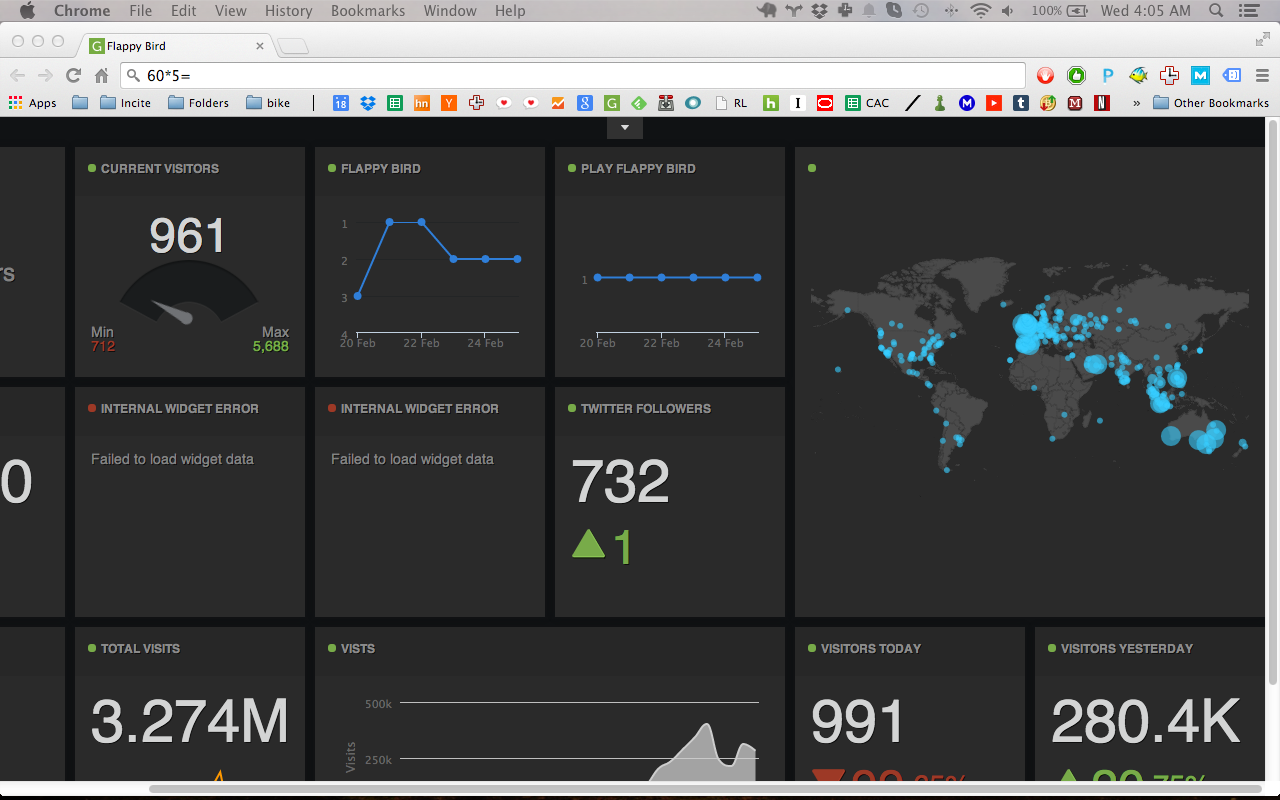 Chrome File Edit View History Bookmarks Window Help 100% Wed 4:05 AM
Flappy Bird
60*5=
Apps Incite Folders bike 18 hn Y 8 G RL h I CAC M t M N » Other Bookmarks
CURRENT VISITORS
961
Min Max
712 5,688
FLAPPY BIRD
1
2
3
4
20 Feb 22 Feb 24 Feb
PLAY FLAPPY BIRD
1
20 Feb 22 Feb 24 Feb
rs
0
INTERNAL WIDGET ERROR
Failed to load widget data
INTERNAL WIDGET ERROR
Failed to load widget data
TWITTER FOLLOWERS
732
1
TOTAL VISITS
3.274M
VISTS
500k
250k
Visits
VISITORS TODAY
991
VISITORS YESTERDAY
280.4K